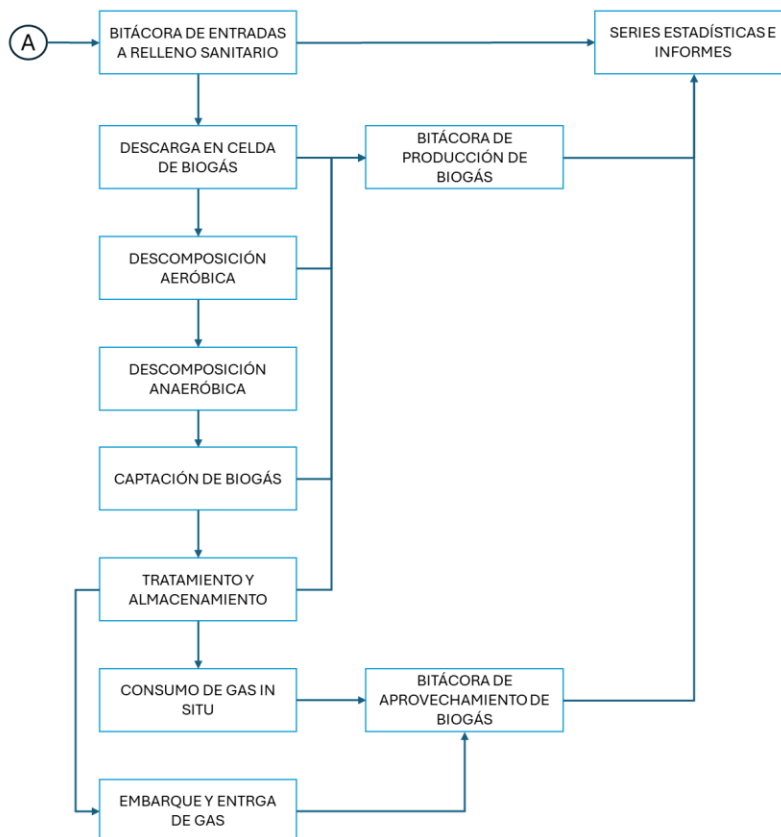 A
BITÁCORA DE ENTRADAS
A RELLENO SANITARIO
SERIES ESTADÍSTICAS E
INFORMES
DESCARGA EN CELDA
DE BIOGÁS
BITÁCORA DE
PRODUCCIÓN DE
BIOGÁS
DESCOMPOSICIÓN
AERÓBICA
DESCOMPOSICIÓN
ANAERÓBICA
CAPTACIÓN DE BIOGÁS
TRATAMIENTO Y
ALMACENAMIENTO
CONSUMO DE GAS IN
SITU
BITÁCORA DE
APROVECHAMIENTO DE
BIOGÁS
EMBARQUE Y ENTRGA
DE GAS